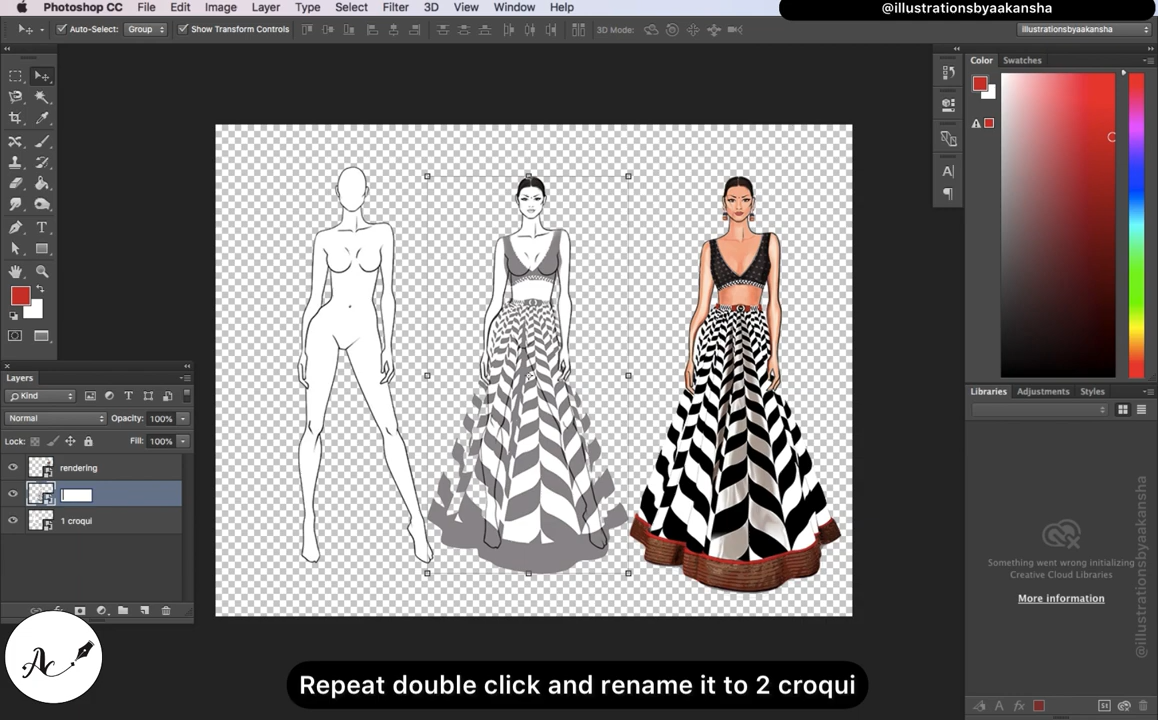 Photoshop CC File Edit Image Layer Type Select Filter 3D View Window Help
@illustrationsbyaakansha
Auto-Select: Group Show Transform Controls
3D Mode:
illustrationsbyaakansha
Color Swatches
Layers
Kind
Normal Opacity: 100%
Lock: Fill: 100%
rendering
1 croqui
Libraries Adjustments Styles
Something went wrong initializing
Creative Cloud Libraries
More information
@illustrationsbyaakansha
Ac
Repeat double click and rename it to 2 croqui